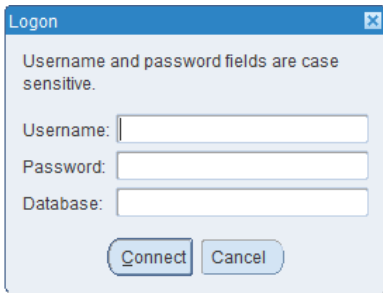 Logon
Username and password fields are case
sensitive.
Username:
Password:
Database:
Connect Cancel